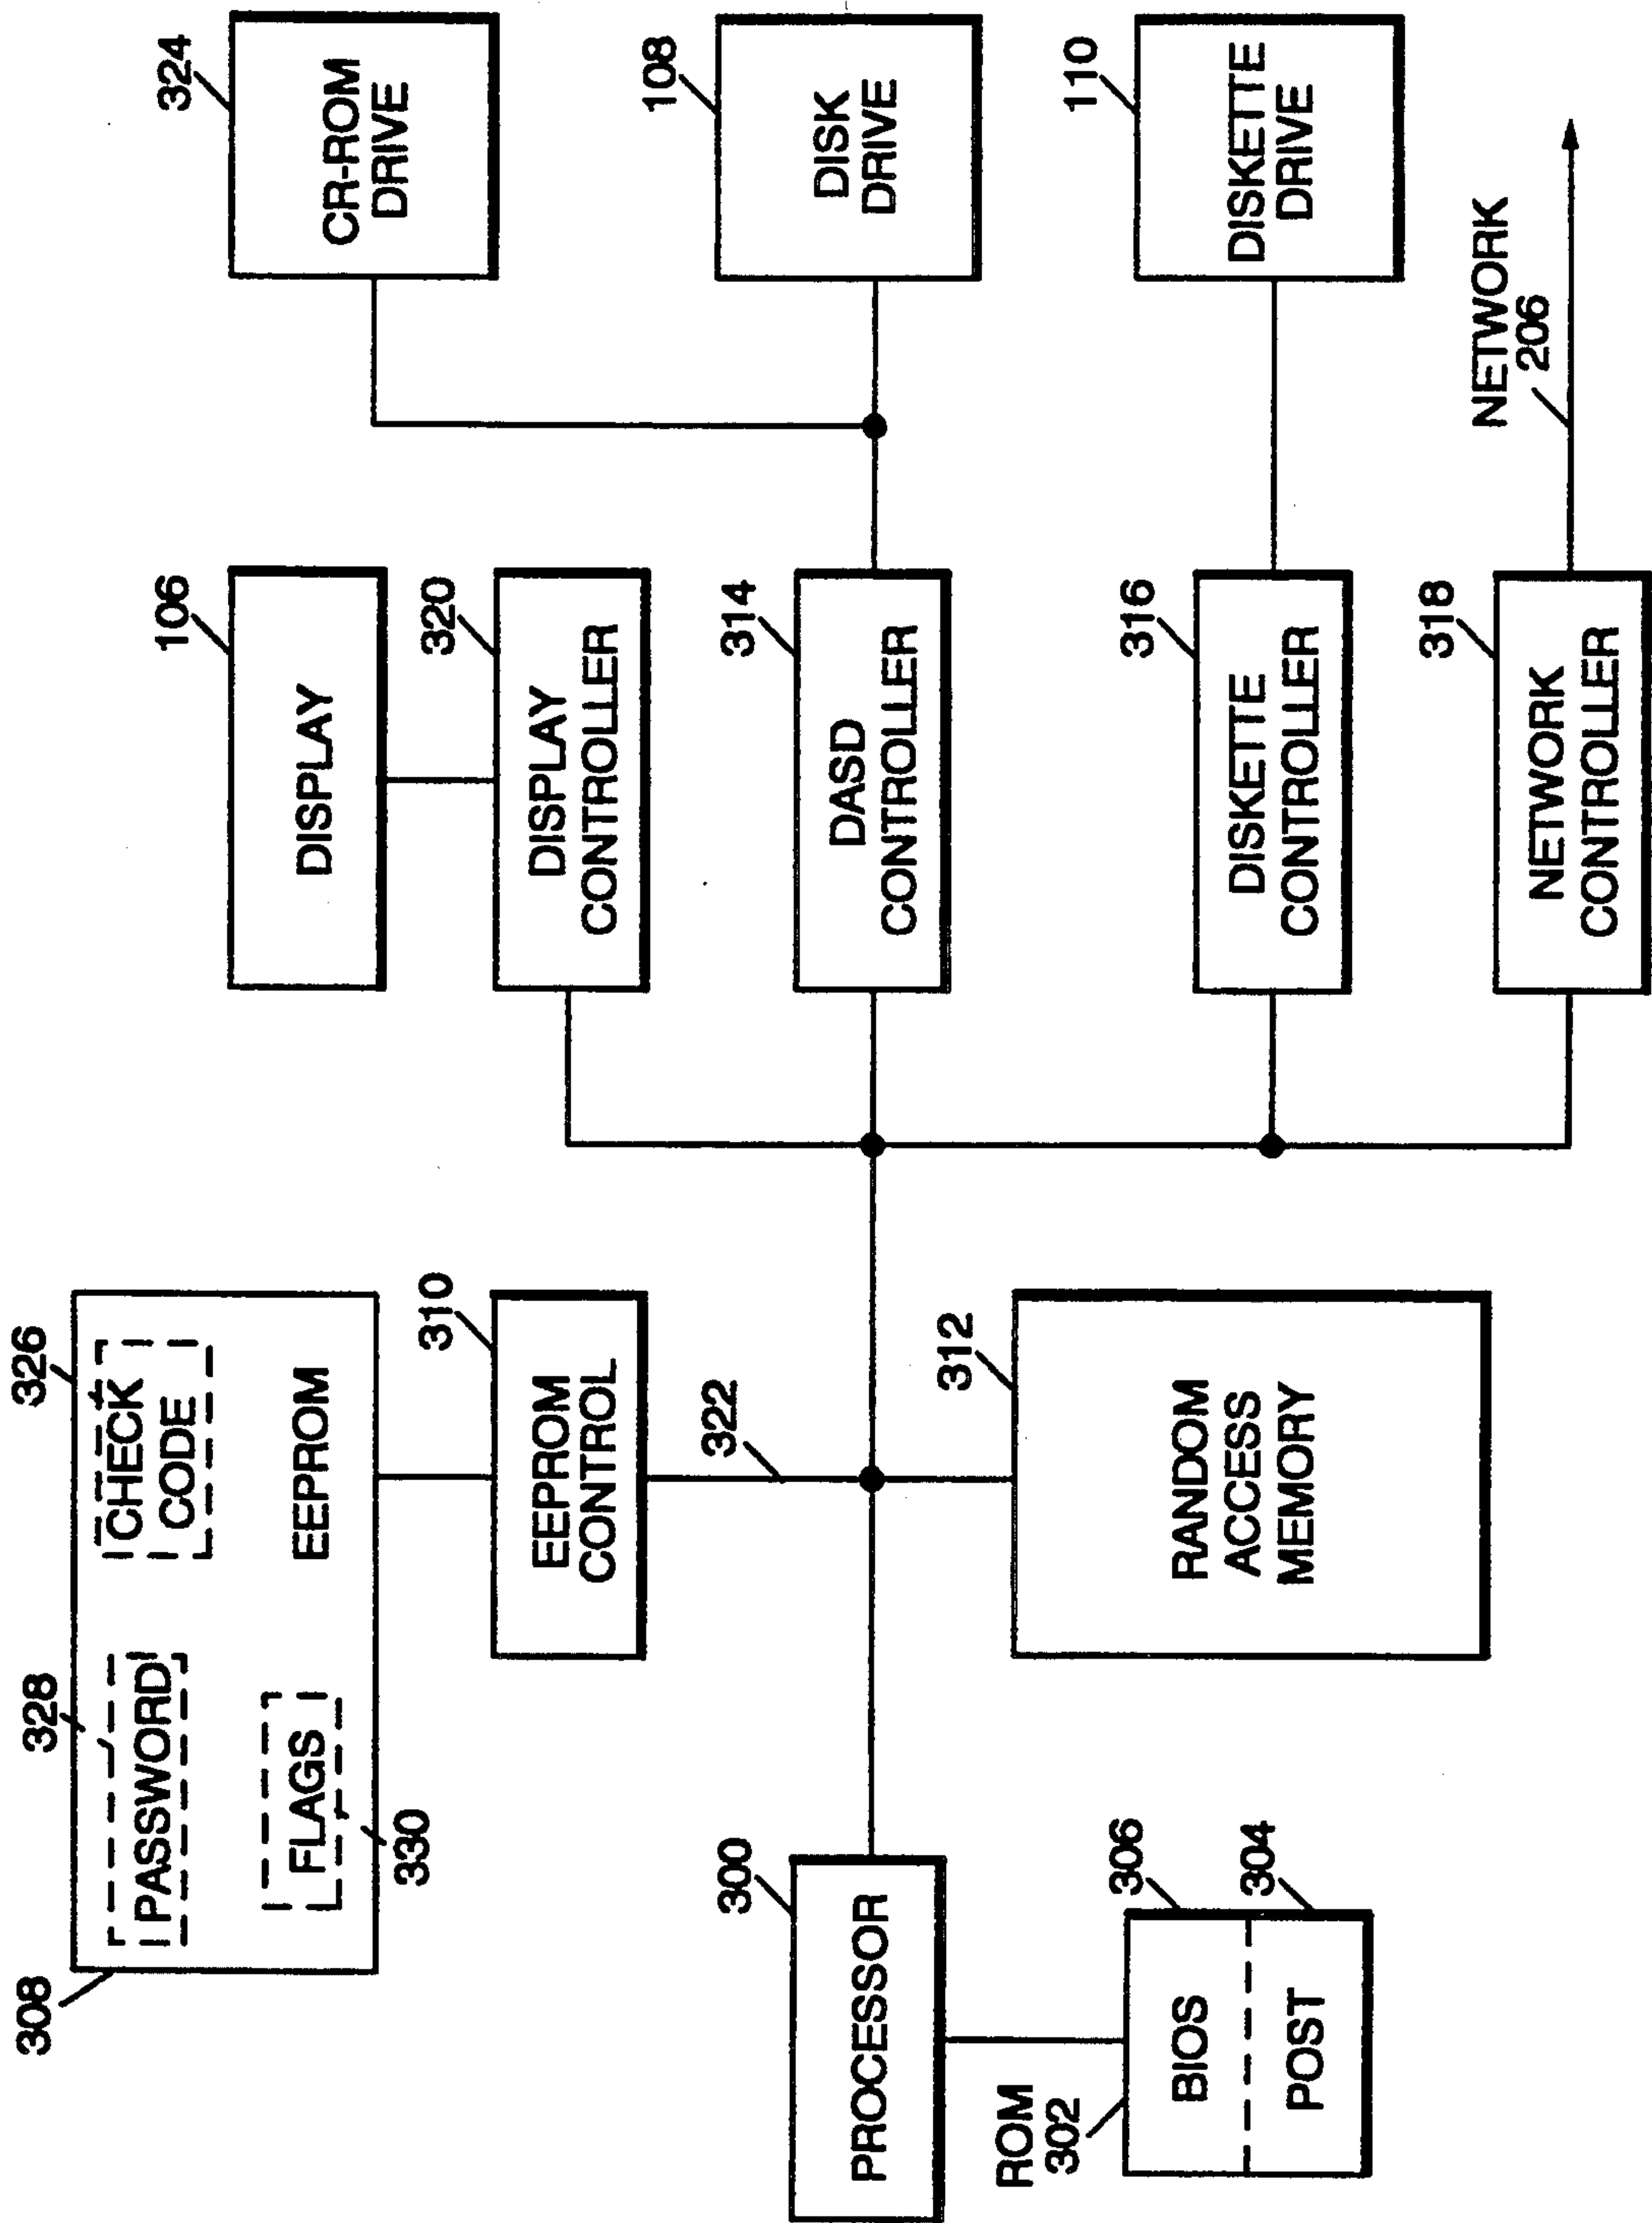 308
328
326
PASSWORD
CHECK
CODE
FLAGS
330
EEPROM
310
EEPROM
CONTROL
322
300
PROCESSOR
ROM
302
306
BIOS
304
POST
312
RANDOM
ACCESS
MEMORY
106
DISPLAY
320
DISPLAY
CONTROLLER
314
DASD
CONTROLLER
316
DISKETTE
CONTROLLER
318
NETWORK
CONTROLLER
324
CR-ROM
DRIVE
108
DISK
DRIVE
110
DISKETTE
DRIVE
NETWORK
206